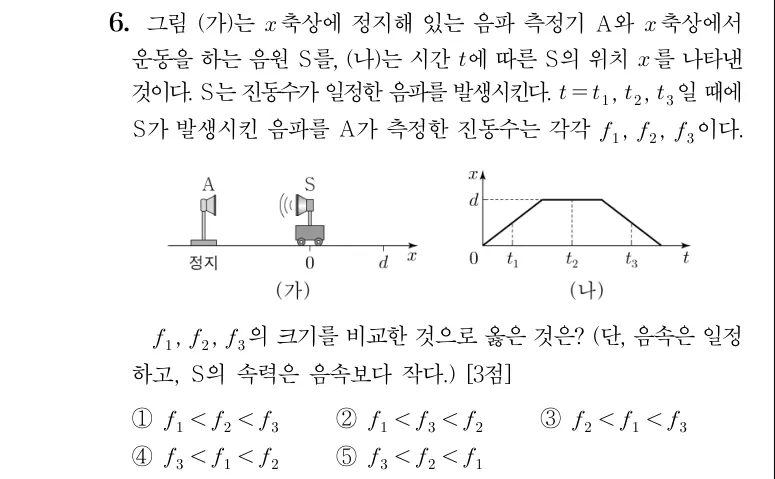 6. 그림 (가)는 x축상에 정지해 있는 음파 측정기 A와 x축상에서
운동을 하는 음원 S를, (나)는 시간 t에 따른 S의 위치 x를 나타낸
것이다. S는 진동수가 일정한 음파를 발생시킨다. t=t₁, t₂, t₃일 때에
S가 발생시킨 음파를 A가 측정한 진동수는 각각 f₁, f₂, f₃이다.
A S
정지 0 d x
(가)
x
d
0 t₁ t₂ t₃ t
(나)
f₁, f₂, f₃의 크기를 비교한 것으로 옳은 것은? (단, 음속은 일정
하고, S의 속력은 음속보다 작다.) [3점]
① f₁<f₂<f₃ ② f₁<f₃<f₂ ③ f₂<f₁<f₃
④ f₃<f₁<f₂ ⑤ f₃<f₂<f₁